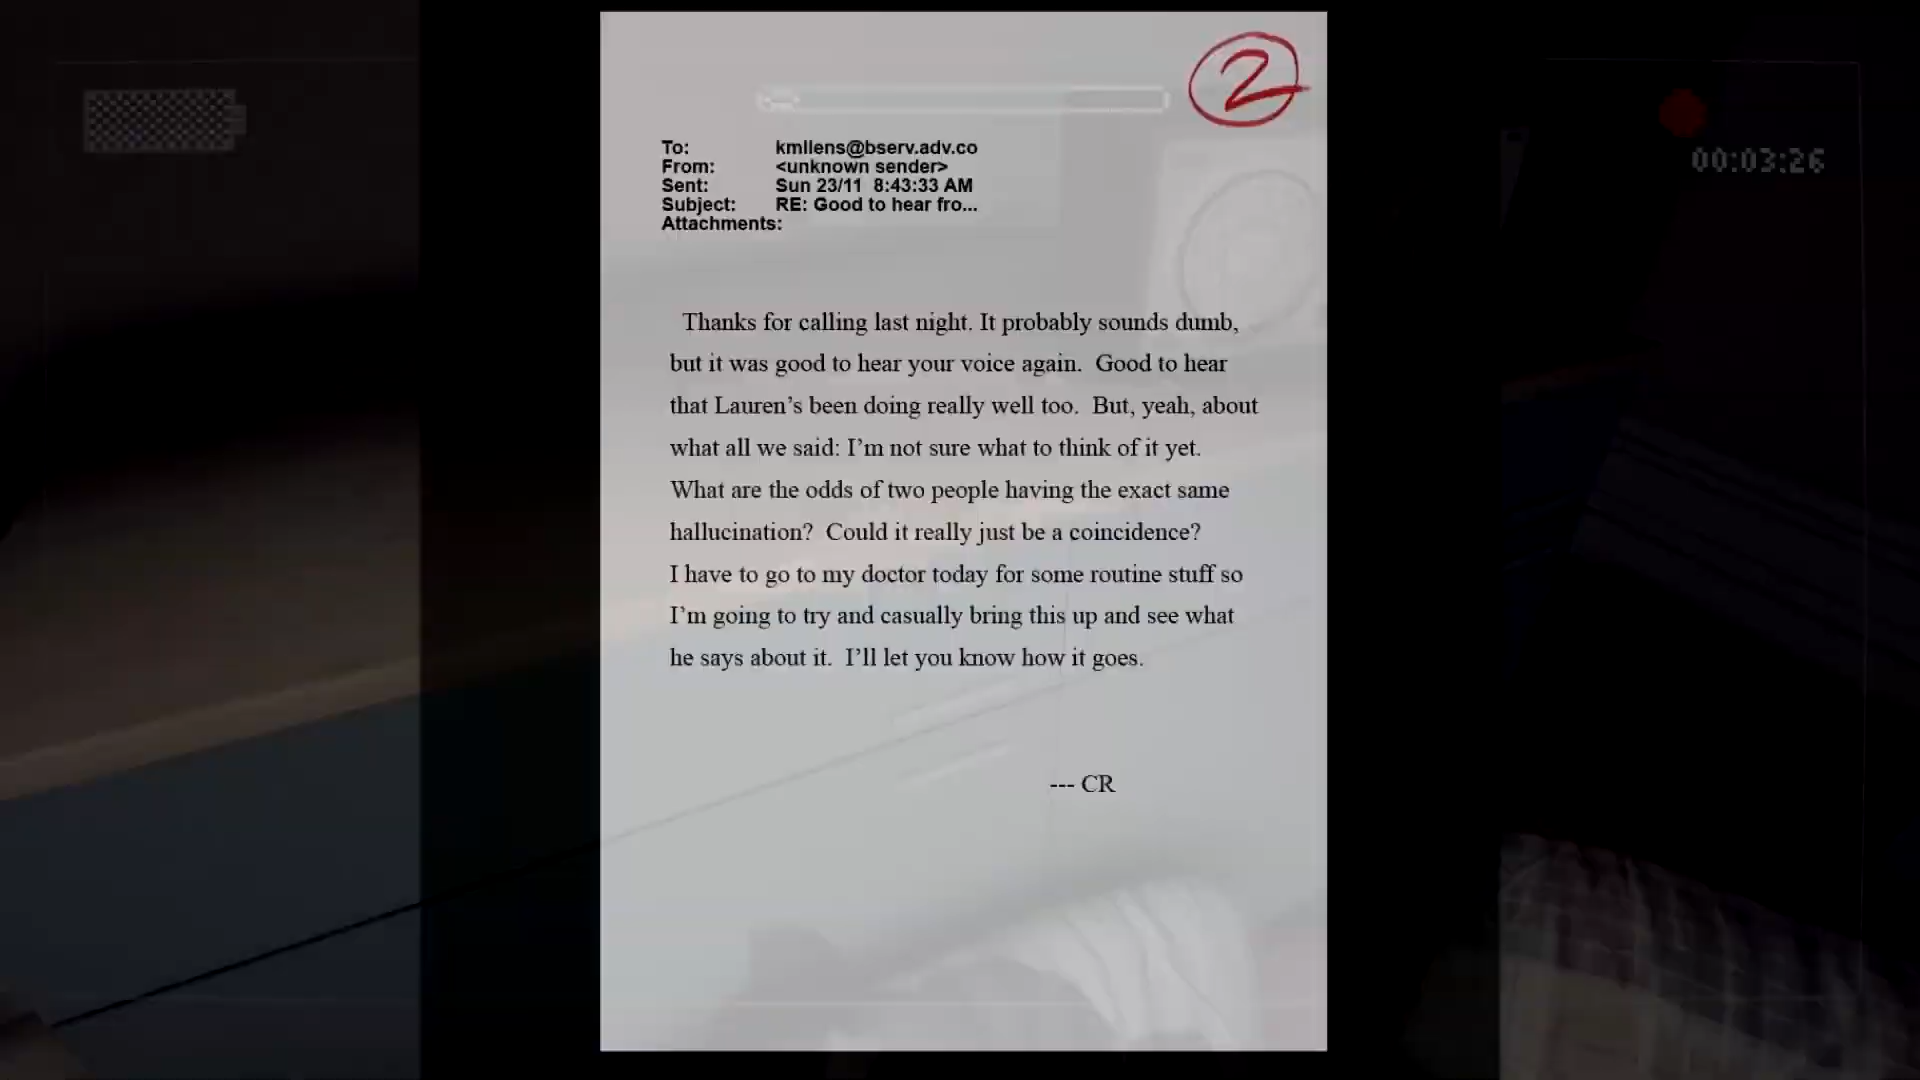 2
To: kmllens@bserv.adv.co
From: <unknown sender>
Sent: Sun 23/11 8:43:33 AM
Subject: RE: Good to hear fro...
Attachments:
00:03:26
Thanks for calling last night. It probably sounds dumb,
but it was good to hear your voice again. Good to hear
that Lauren's been doing really well too. But, yeah, about
what all we said: I'm not sure what to think of it yet.
What are the odds of two people having the exact same
hallucination? Could it really just be a coincidence?
I have to go to my doctor today for some routine stuff so
I'm going to try and casually bring this up and see what
he says about it. I'll let you know how it goes.
--- CR